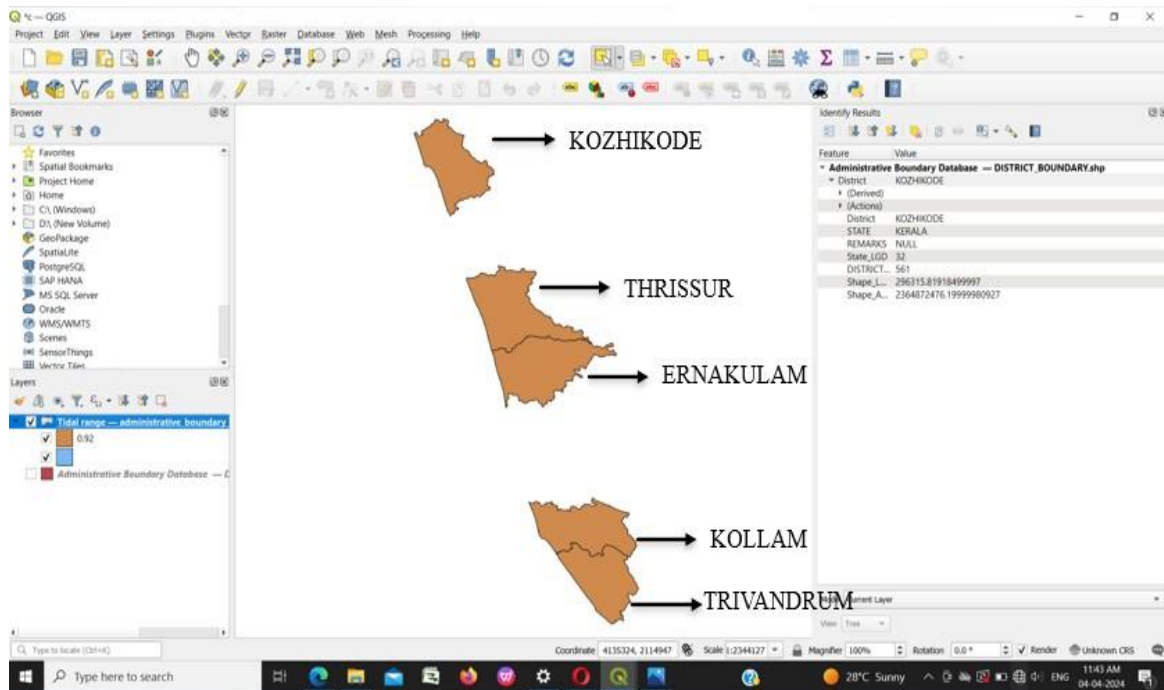 *c — QGIS
Project Edit View Layer Settings Plugins Vector Raster Database Web Mesh Processing Help
Browser
Favorites
Spatial Bookmarks
Project Home
Home
C:\ (Windows)
D:\ (New Volume)
GeoPackage
SpatiaLite
PostgreSQL
SAP HANA
MS SQL Server
Oracle
WMS/WMTS
Scenes
SensorThings
Vector Tiles
Layers
Tidal range — administrative_boundary
0.92
Administrative Boundary Database — D
KOZHIKODE
THRISSUR
ERNAKULAM
KOLLAM
TRIVANDRUM
Identify Results
Feature Value
Administrative Boundary Database — DISTRICT_BOUNDARY.shp
District KOZHIKODE
(Derived)
(Actions)
District KOZHIKODE
STATE KERALA
REMARKS NULL
State_LGD 32
DISTRICT... 561
Shape_L... 296315.81918499997
Shape_A... 2364872476.19999980927
Current Layer
View Tree
Type to locate (Ctrl+K)
Coordinate 4135324, 2114947 Scale 1:2344127 Magnifier 100% Rotation 0.0° Render Unknown CRS
Type here to search
28°C Sunny
ENG
11:43 AM
04-04-2024
1